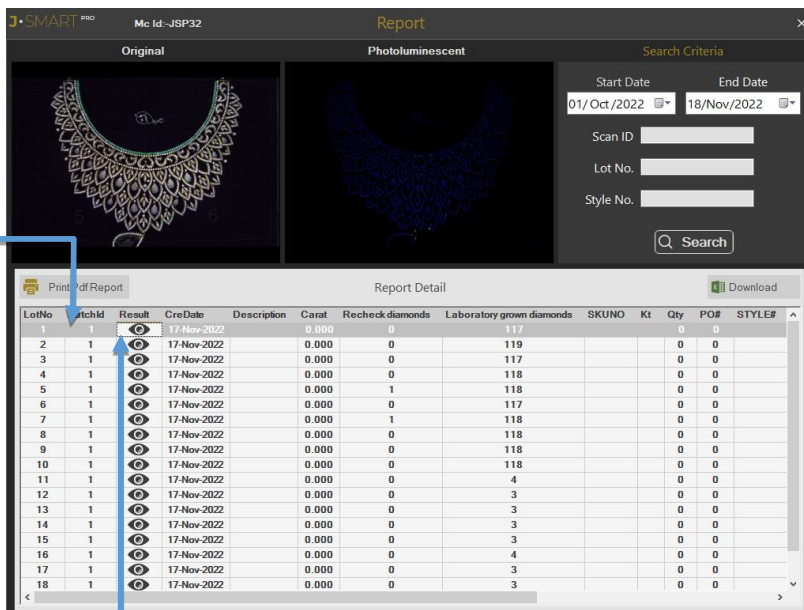 J·SMART PRO Mc Id:-JSP32 Report ×
Original Photoluminescent Search Criteria
Start Date End Date
01/Oct/2022 18/Nov/2022
Scan ID
Lot No.
Style No.
Search
5 6
Print Pdf Report Report Detail Download
LotNo Result CreDate Description Carat Recheck diamonds Laboratory grown diamonds SKUNO Kt Qty PO# STYLE#
1 1 17-Nov-2022 0.000 0 117 0 0
2 1 17-Nov-2022 0.000 0 119 0 0
3 1 17-Nov-2022 0.000 0 117 0 0
4 1 17-Nov-2022 0.000 0 118 0 0
5 1 17-Nov-2022 0.000 1 118 0 0
6 1 17-Nov-2022 0.000 0 117 0 0
7 1 17-Nov-2022 0.000 1 118 0 0
8 1 17-Nov-2022 0.000 0 118 0 0
9 1 17-Nov-2022 0.000 0 118 0 0
10 1 17-Nov-2022 0.000 0 118 0 0
11 1 17-Nov-2022 0.000 0 4 0 0
12 1 17-Nov-2022 0.000 0 3 0 0
13 1 17-Nov-2022 0.000 0 3 0 0
14 1 17-Nov-2022 0.000 0 3 0 0
15 1 17-Nov-2022 0.000 0 3 0 0
16 1 17-Nov-2022 0.000 0 4 0 0
17 1 17-Nov-2022 0.000 0 3 0 0
18 1 17-Nov-2022 0.000 0 3 0 0